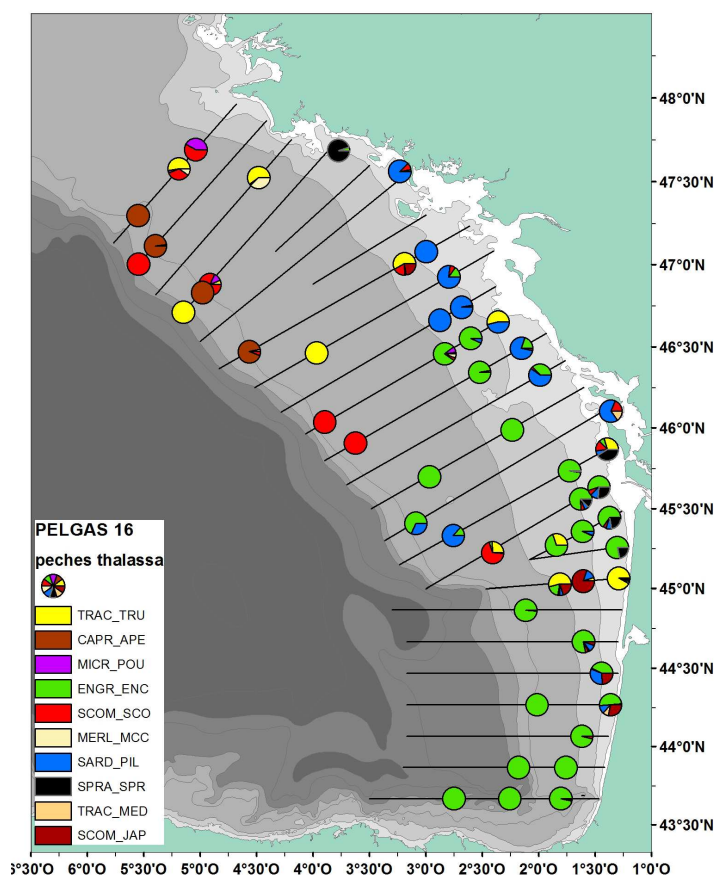 48°0'N
47°30'N
47°0'N
46°30'N
46°0'N
45°30'N
45°0'N
44°30'N
44°0'N
43°30'N
PELGAS 16
peches thalassa
TRAC_TRU
CAPR_APE
MICR_POU
ENGR_ENC
SCOM_SCO
MERL_MCC
SARD_PIL
SPRA_SPR
TRAC_MED
SCOM_JAP
6°30'O 6°0'O 5°30'O 5°0'O 4°30'O 4°0'O 3°30'O 3°0'O 2°30'O 2°0'O 1°30'O 1°0'O